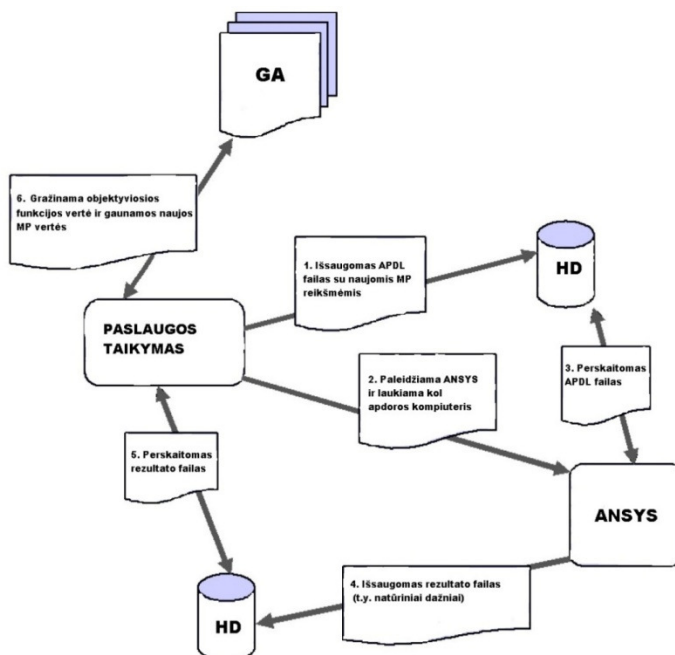 GA
6. Gražinama objektyviosios
funkcijos vertė ir gaunamos naujos
MP vertės
1. Išsaugomas APDL
failas su naujomis MP
reikšmėmis
HD
PASLAUGOS
TAIKYMAS
2. Paleidžiama ANSYS
ir laukiama kol
apdoros kompiuteris
3. Perskaitomas
APDL failas
5. Perskaitomas
rezultato failas
ANSYS
4. Išsaugomas rezultato failas
(t.y. natūriniai dažniai)
HD